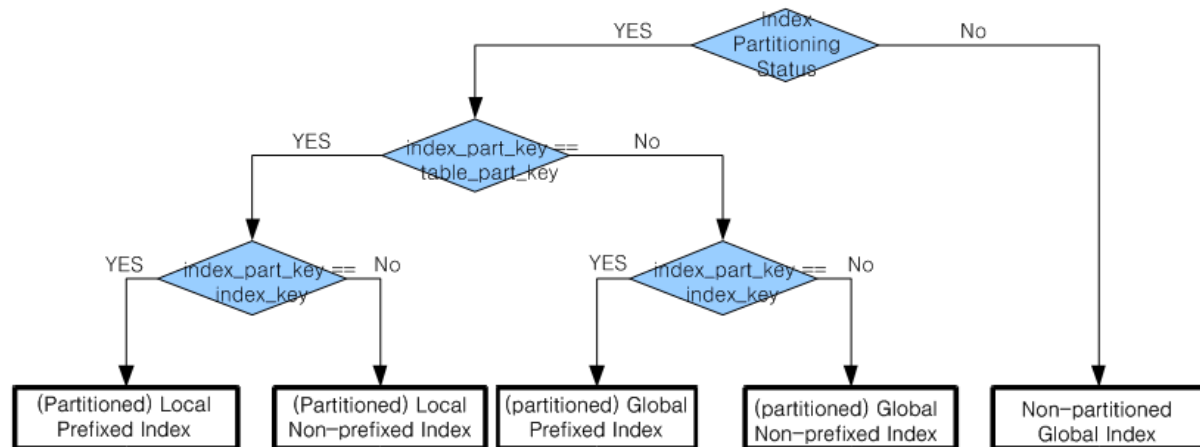 Index
Partitioning
Status
YES
No
index_part_key ==
table_part_key
YES
No
index_part_key ==
index_key
YES
No
index_part_key ==
index_key
YES
No
(Partitioned) Local
Prefixed Index
(Partitioned) Local
Non-prefixed Index
(partitioned) Global
Prefixed Index
(partitioned) Global
Non-prefixed Index
Non-partitioned
Global Index